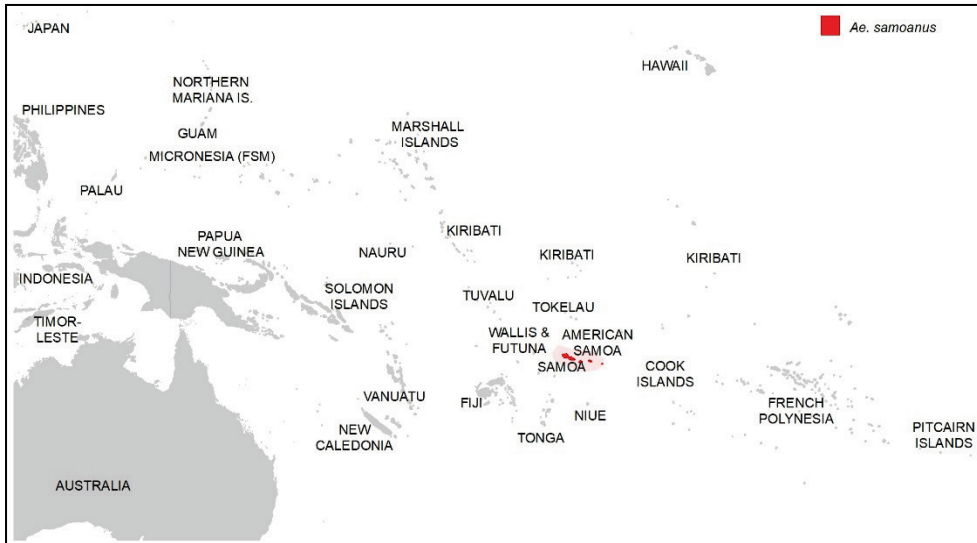 JAPAN
Ae. samoanus
HAWAII
NORTHERN
MARIANA IS.
PHILIPPINES
GUAM
MARSHALL
ISLANDS
MICRONESIA (FSM)
PALAU
KIRIBATI
PAPUA
NEW GUINEA
NAURU
KIRIBATI
KIRIBATI
INDONESIA
SOLOMON
ISLANDS
TUVALU
TOKELAU
TIMOR-
LESTE
WALLIS &
FUTUNA
AMERICAN
SAMOA
SAMOA
COOK
ISLANDS
VANUATU
FIJI
NIUE
FRENCH
POLYNESIA
NEW
CALEDONIA
TONGA
PITCAIRN
ISLANDS
AUSTRALIA